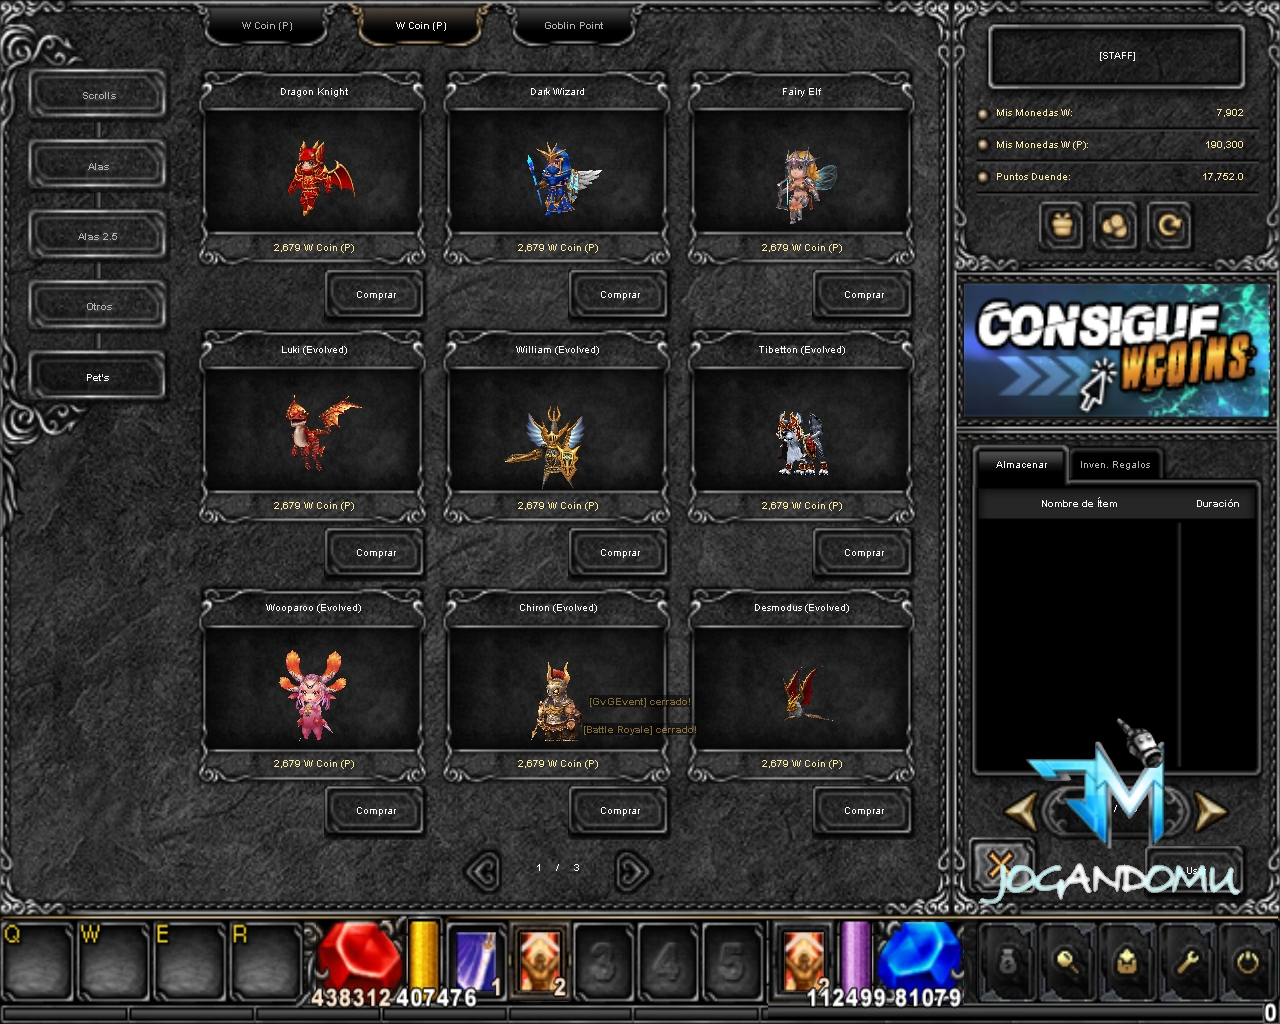 W Coin (P)
W Coin (P)
Goblin Point
Scrolls
Alas
Alas 2.5
Otros
Pet's
Dragon Knight
Dark Wizard
Fairy Elf
2,679 W Coin (P)
2,679 W Coin (P)
2,679 W Coin (P)
Comprar
Comprar
Comprar
Luki (Evolved)
William (Evolved)
Tibetton (Evolved)
2,679 W Coin (P)
2,679 W Coin (P)
2,679 W Coin (P)
Comprar
Comprar
Comprar
Wooparoo (Evolved)
Chiron (Evolved)
Desmodus (Evolved)
[GvGEvent] cerrado!
[Battle Royale] cerrado!
2,679 W Coin (P)
2,679 W Coin (P)
2,679 W Coin (P)
Comprar
Comprar
Comprar
1 / 3
[STAFF]
Mis Monedas W: 7,902
Mis Monedas W (P): 190,300
Puntos Duende: 17,752.0
CONSIGUE
WCOINS
Almacenar Inven. Regalos
Nombre de Ítem Duración
JOGANDOMU
Q W E R 1 2 3 4 5 2
438312 407476 112499 81079 0